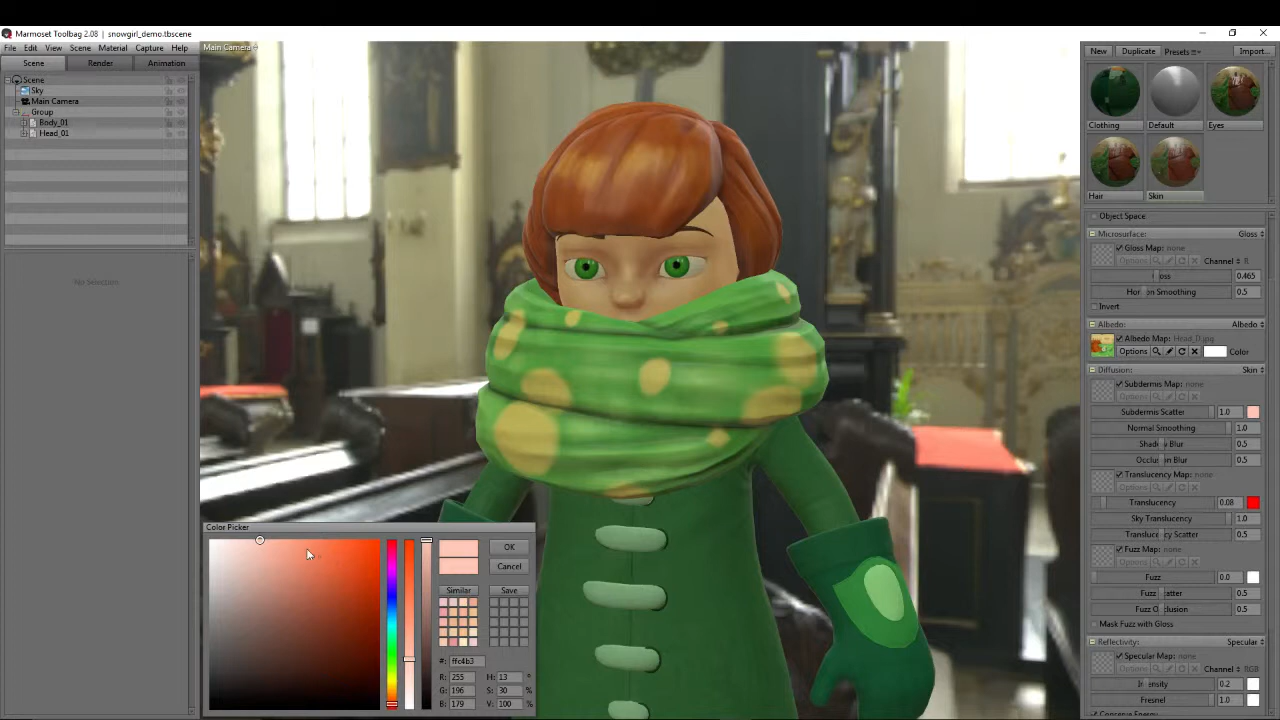 Marmoset Toolbag 2.08 | snowgirl_demo.tbscene
File Edit View Scene Material Capture Help
Scene Render Animation
Scene
Sky
Main Camera
Group
Body_01
Head_01
No Selection
Main Camera
New Duplicate Presets Import...
Clothing Default Eyes
Hair Skin
Object Space
Microsurface: Gloss
Gloss Map: none
Options Channel R
0.465
Smoothing 0.5
Invert
Albedo: Albedo
Albedo Map: Head_D.jpg
Options Color
Diffusion: Skin
Subdermis Map: none
Options
Subdermis Scatter 1.0
Normal Smoothing 1.0
Blur 0.5
Blur 0.5
Translucency Map: none
Options
Translucency 0.08
Sky Translucency 1.0
Scatter 0.5
Fuzz Map: none
Options
Fuzz 0.0
Fuzz 0.5
Fuzz 0.5
Mask Fuzz with Gloss
Reflectivity: Specular
Specular Map: none
Options Channel RGB
0.2
Fresnel 1.0
Conserve Energy
Color Picker
OK
Cancel
Similar Save
#: ffc4b3
R: 255 H: 13 °
G: 196 S: 30 %
B: 179 V: 100 %